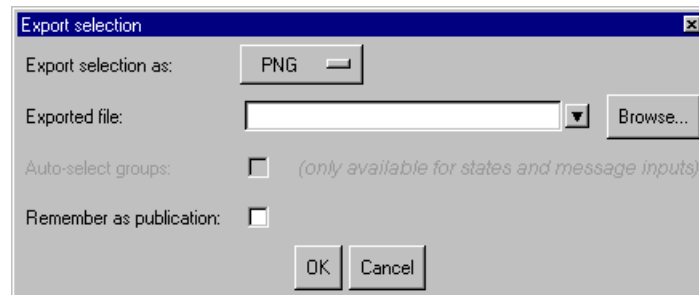 Export selection
Export selection as: PNG
Exported file: Browse...
Auto-select groups: (only available for states and message inputs)
Remember as publication:
OK Cancel